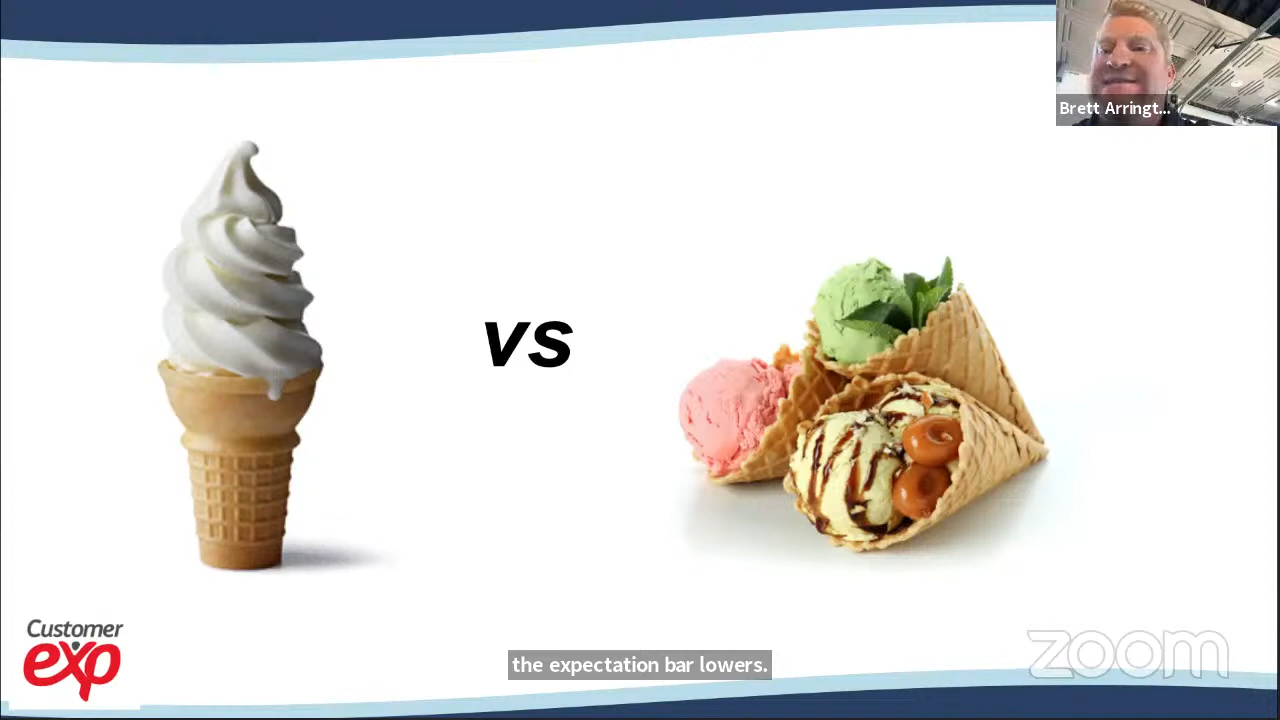 Brett Arringt...
vs
Customer
exp
the expectation bar lowers.
zoom